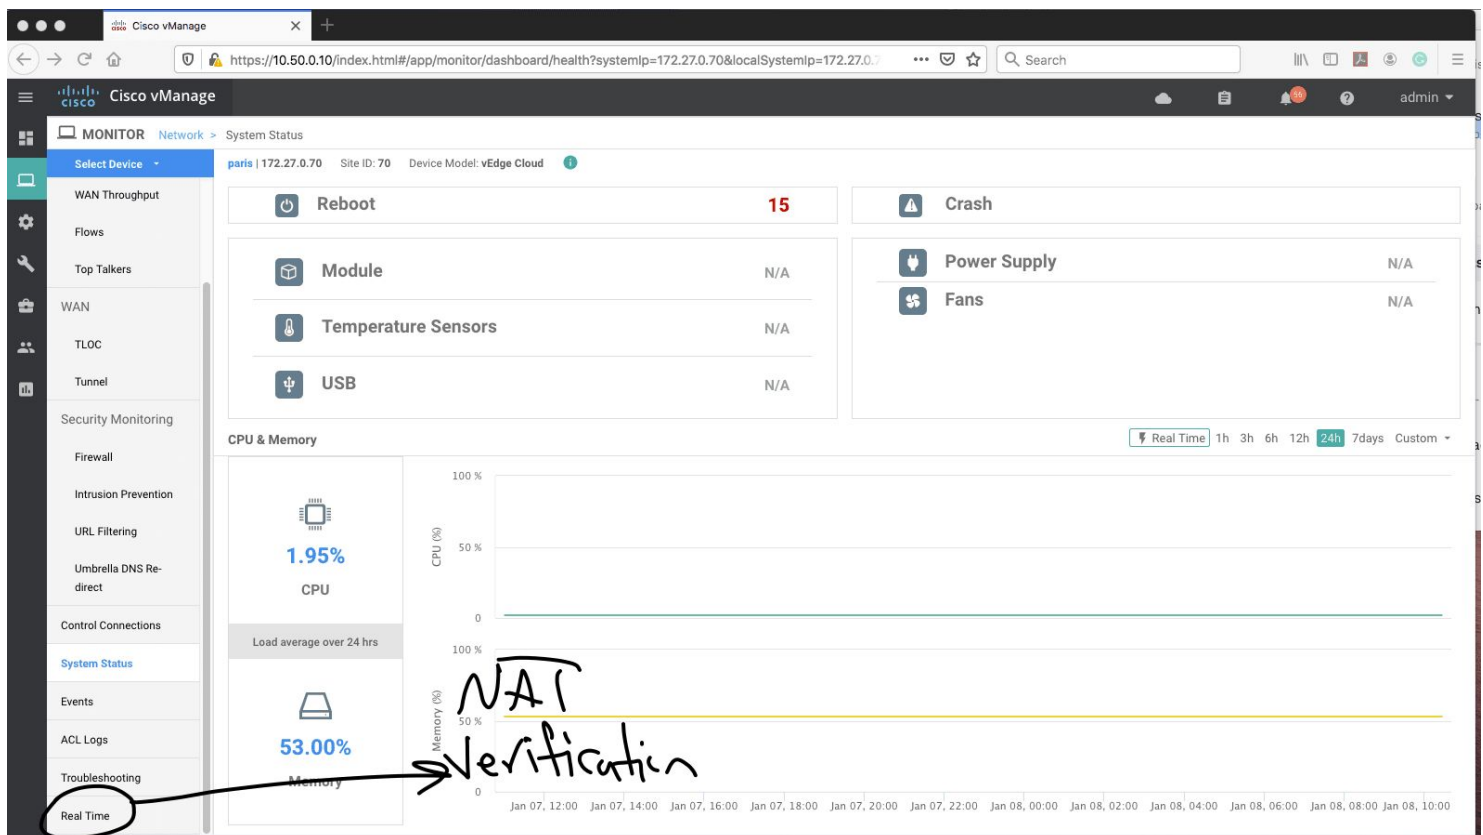 Cisco vManage
https://10.50.0.10/index.html#/app/monitor/dashboard/health?systemIp=172.27.0.70&localSystemIp=172.27.0.7
Search
cisco Cisco vManage
56
admin
MONITOR Network > System Status
Select Device
paris | 172.27.0.70 Site ID: 70 Device Model: vEdge Cloud
WAN Throughput
Flows
Top Talkers
WAN
TLOC
Tunnel
Security Monitoring
Firewall
Intrusion Prevention
URL Filtering
Umbrella DNS Re-
direct
Control Connections
System Status
Events
ACL Logs
Troubleshooting
Real Time
Reboot 15
Crash
Module N/A
Temperature Sensors N/A
USB N/A
Power Supply N/A
Fans N/A
CPU & Memory
Real Time 1h 3h 6h 12h 24h 7days Custom
1.95%
CPU
Load average over 24 hrs
53.00%
Memory
100 %
CPU (%)
50 %
0
100 %
Memory (%)
50 %
0
NAT
Verification
Jan 07, 12:00 Jan 07, 14:00 Jan 07, 16:00 Jan 07, 18:00 Jan 07, 20:00 Jan 07, 22:00 Jan 08, 00:00 Jan 08, 02:00 Jan 08, 04:00 Jan 08, 06:00 Jan 08, 08:00 Jan 08, 10:00